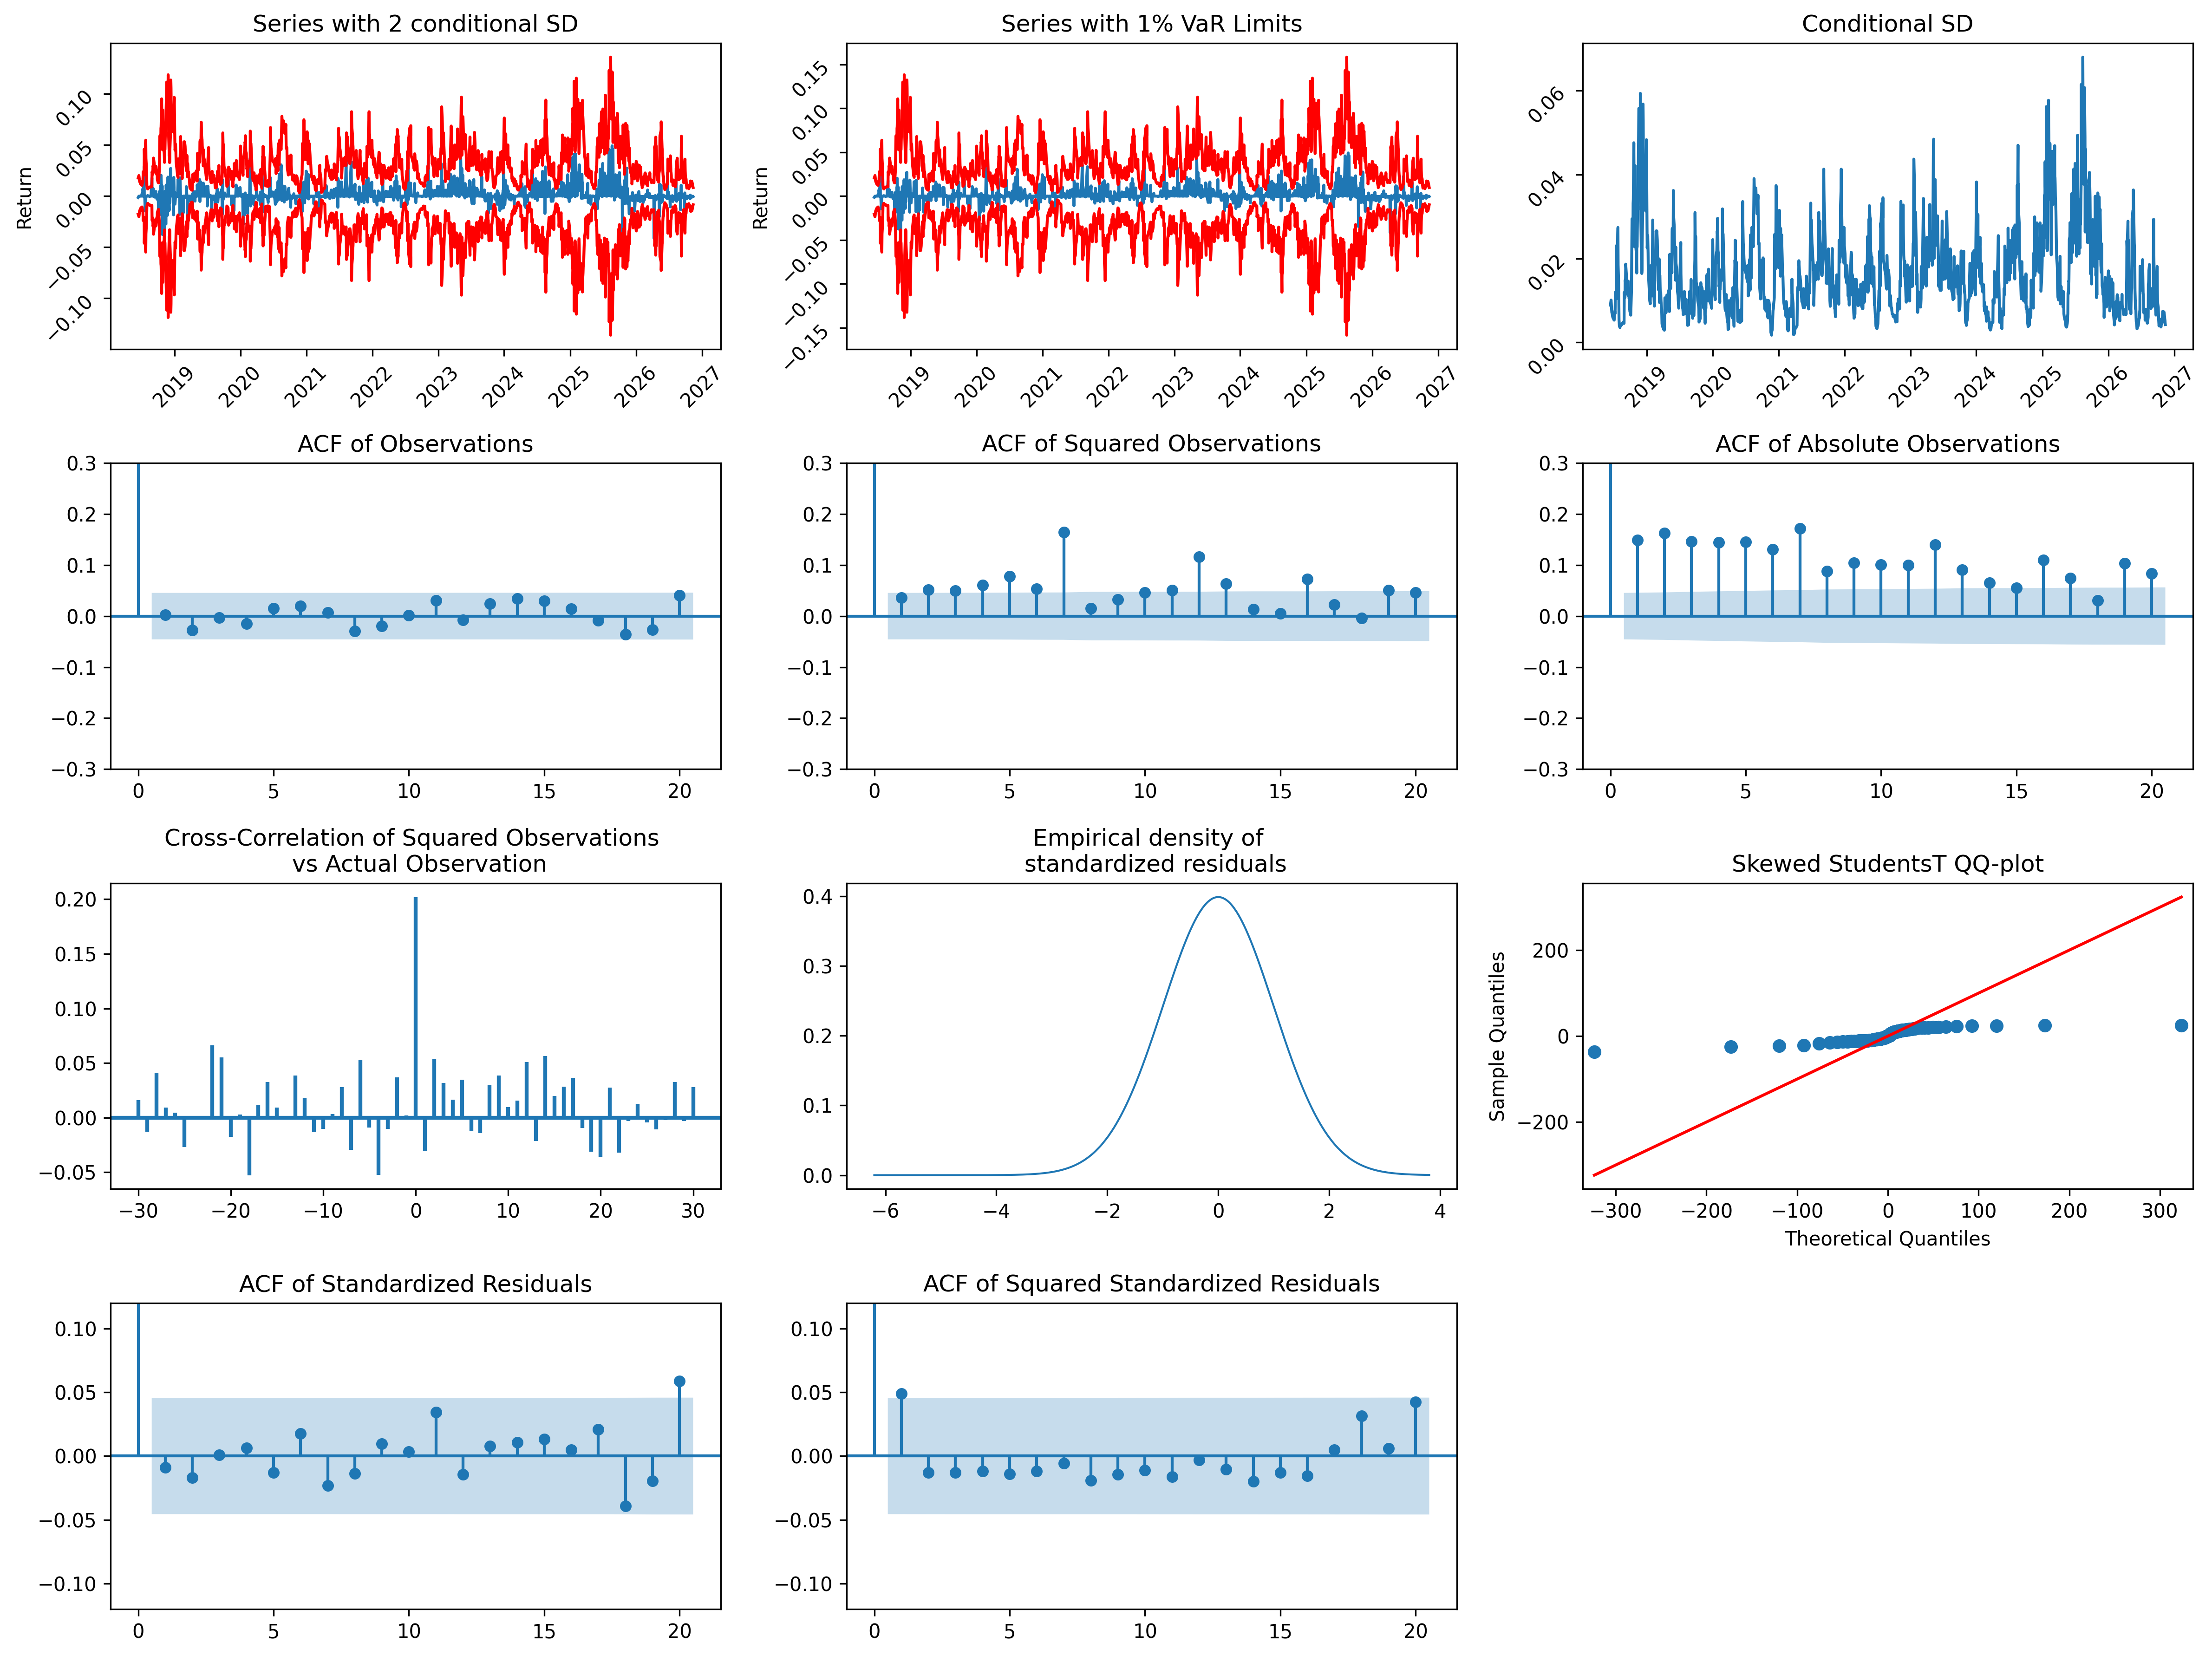 Series with 2 conditional SD
Return
0.10
0.05
0.00
−0.05
−0.10
2019 2020 2021 2022 2023 2024 2025 2026 2027
Series with 1% VaR Limits
Return
0.15
0.10
0.05
0.00
−0.05
−0.10
−0.15
2019 2020 2021 2022 2023 2024 2025 2026 2027
Conditional SD
0.06
0.04
0.02
0.00
2019 2020 2021 2022 2023 2024 2025 2026 2027
ACF of Observations
0.3
0.2
0.1
0.0
−0.1
−0.2
−0.3
0 5 10 15 20
ACF of Squared Observations
0.3
0.2
0.1
0.0
−0.1
−0.2
−0.3
0 5 10 15 20
ACF of Absolute Observations
0.3
0.2
0.1
0.0
−0.1
−0.2
−0.3
0 5 10 15 20
Cross-Correlation of Squared Observations
vs Actual Observation
0.20
0.15
0.10
0.05
0.00
−0.05
−30 −20 −10 0 10 20 30
Empirical density of
standardized residuals
0.4
0.3
0.2
0.1
0.0
−6 −4 −2 0 2 4
Skewed StudentsT QQ-plot
Sample Quantiles
200
0
−200
−300 −200 −100 0 100 200 300
Theoretical Quantiles
ACF of Standardized Residuals
0.10
0.05
0.00
−0.05
−0.10
0 5 10 15 20
ACF of Squared Standardized Residuals
0.10
0.05
0.00
−0.05
−0.10
0 5 10 15 20